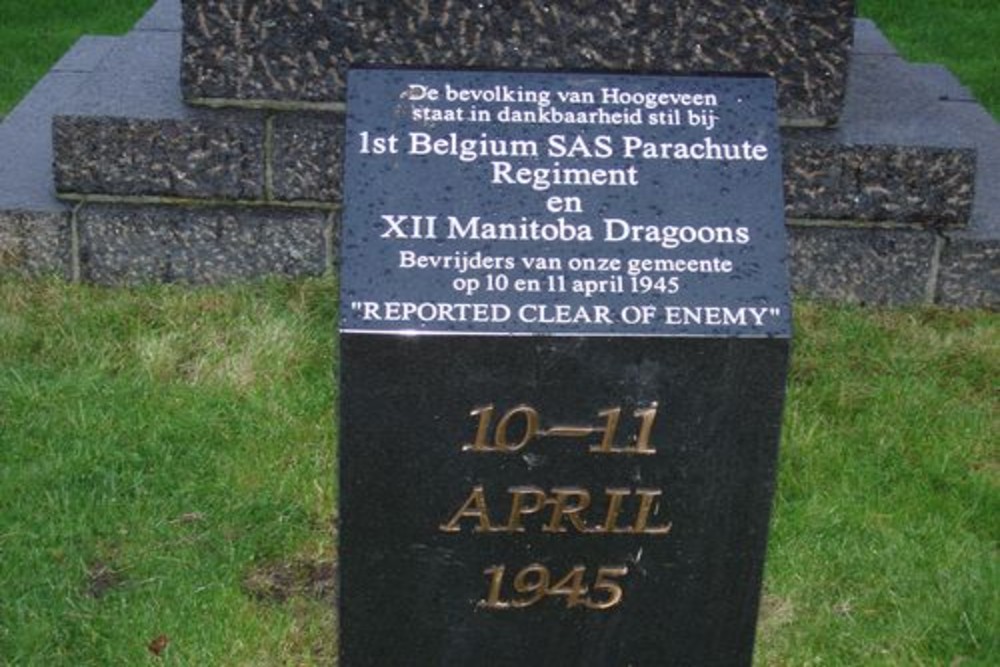 De bevolking van Hoogeveen
staat in dankbaarheid stil bij
1st Belgium SAS Parachute
Regiment
en
XII Manitoba Dragoons
Bevrijders van onze gemeente
op 10 en 11 april 1945
"REPORTED CLEAR OF ENEMY"
10-11
APRIL
1945